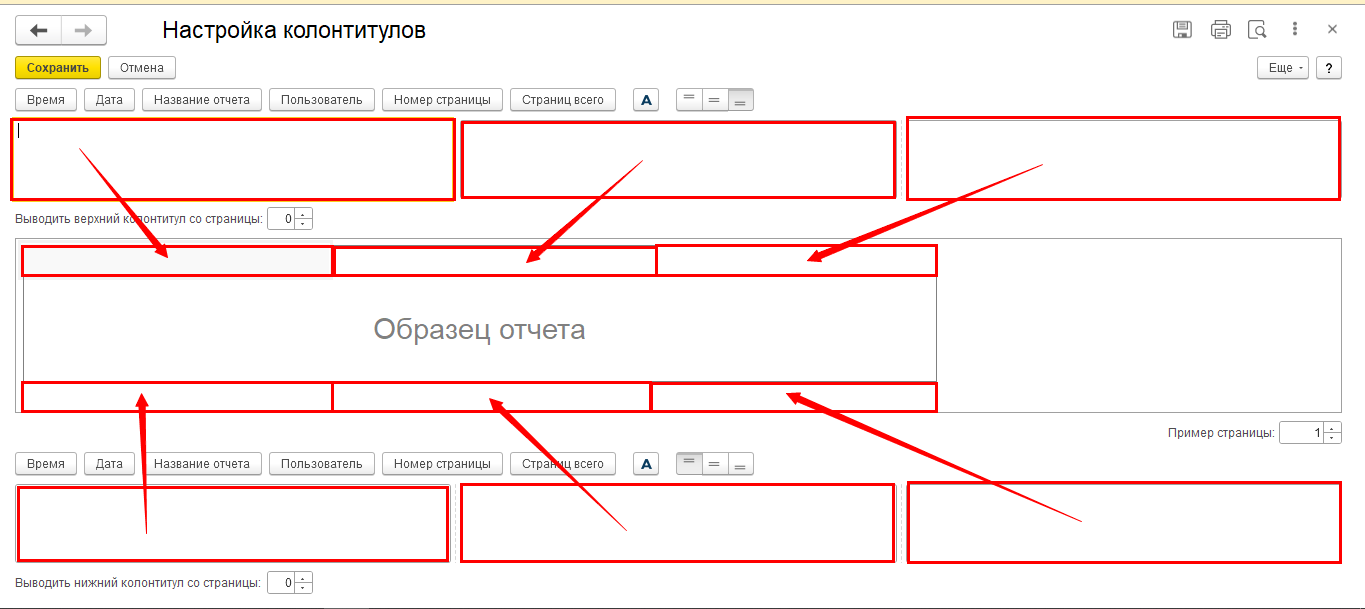 Настройка колонтитулов
Сохранить Отмена Еще ?
Время Дата Название отчета Пользователь Номер страницы Страниц всего А
Выводить верхний колонтитул со страницы: 0
Образец отчета
Пример страницы: 1
Время Дата Название отчета Пользователь Номер страницы Страниц всего А
Выводить нижний колонтитул со страницы: 0